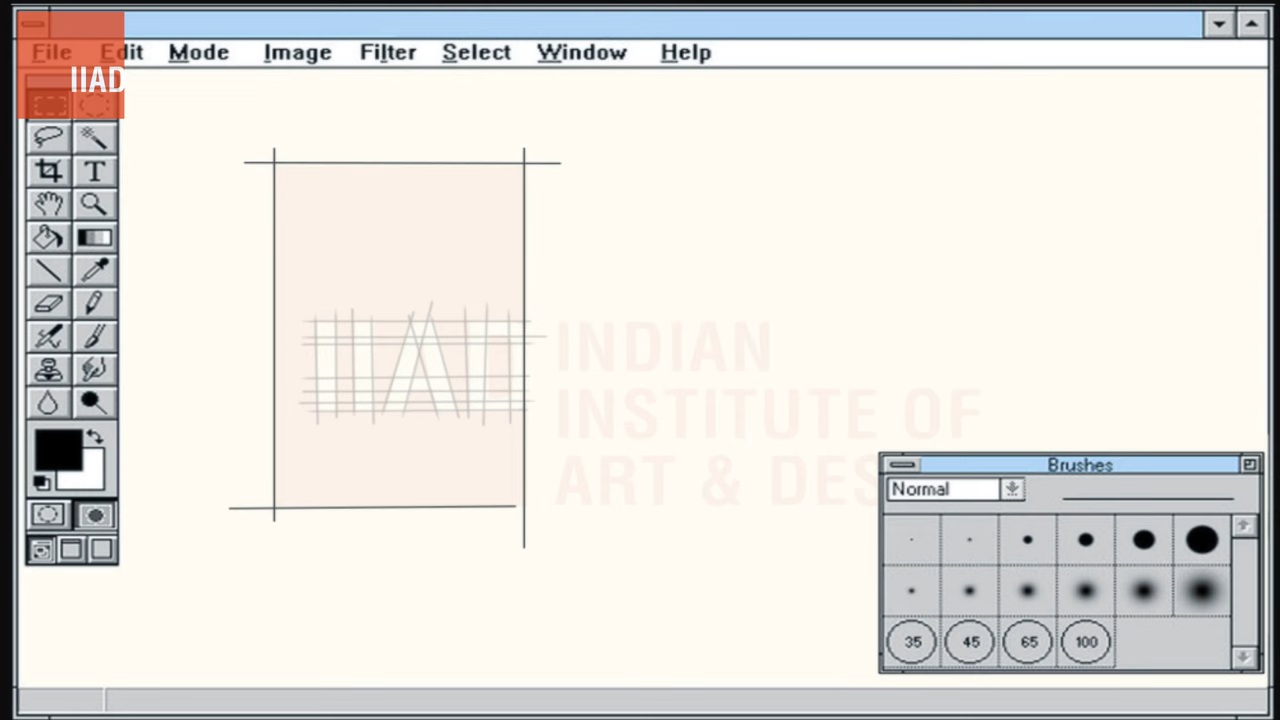 File Edit Mode Image Filter Select Window Help
IIAD
T
IIAD
INDIAN
INSTITUTE OF
ART & DES
Brushes
Normal
35 45 65 100